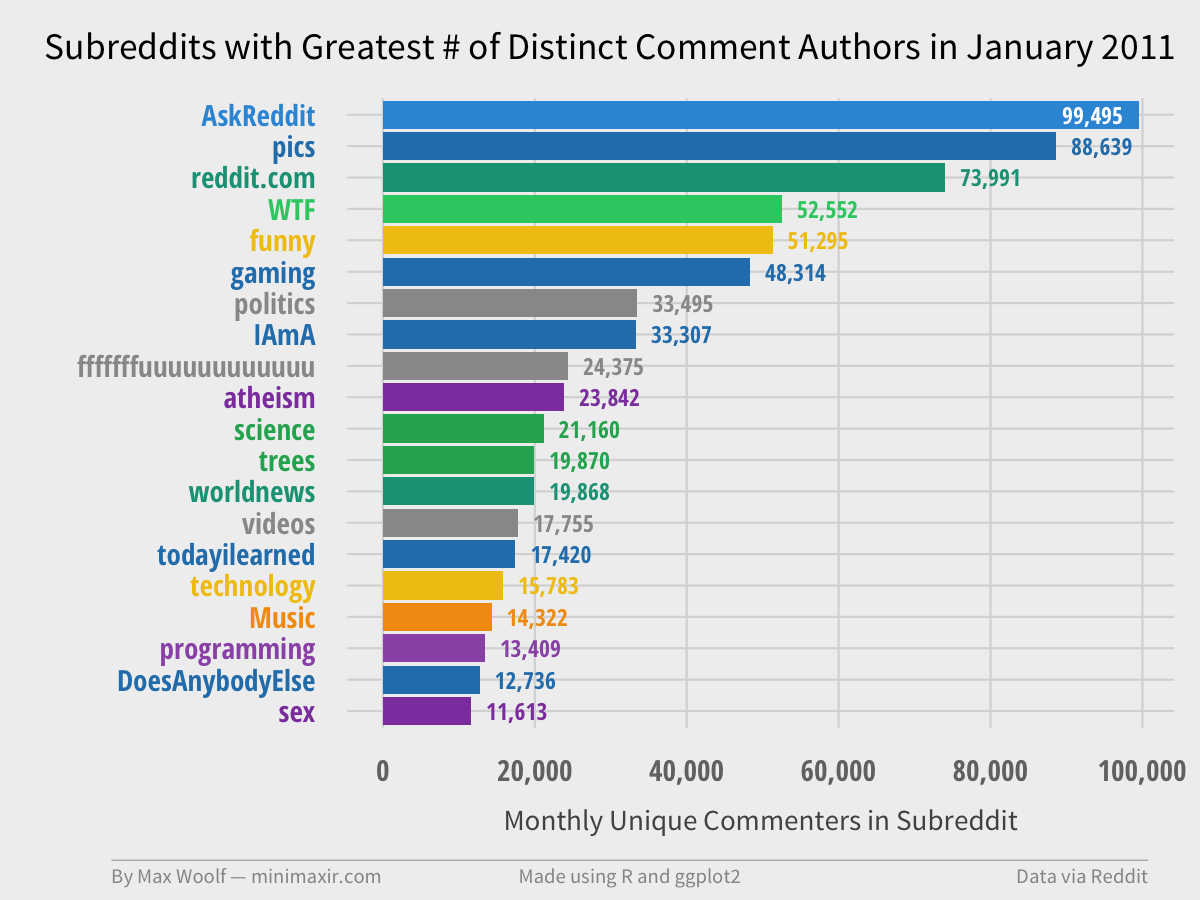 Subreddits with Greatest # of Distinct Comment Authors in January 2011
AskReddit 99,495
pics 88,639
reddit.com 73,991
WTF 52,552
funny 51,295
gaming 48,314
politics 33,495
IAmA 33,307
fffffffuuuuuuuuuuuu 24,375
atheism 23,842
science 21,160
trees 19,870
worldnews 19,868
videos 17,755
todayilearned 17,420
technology 15,783
Music 14,322
programming 13,409
DoesAnybodyElse 12,736
sex 11,613
0 20,000 40,000 60,000 80,000 100,000
Monthly Unique Commenters in Subreddit
By Max Woolf — minimaxir.com Made using R and ggplot2 Data via Reddit